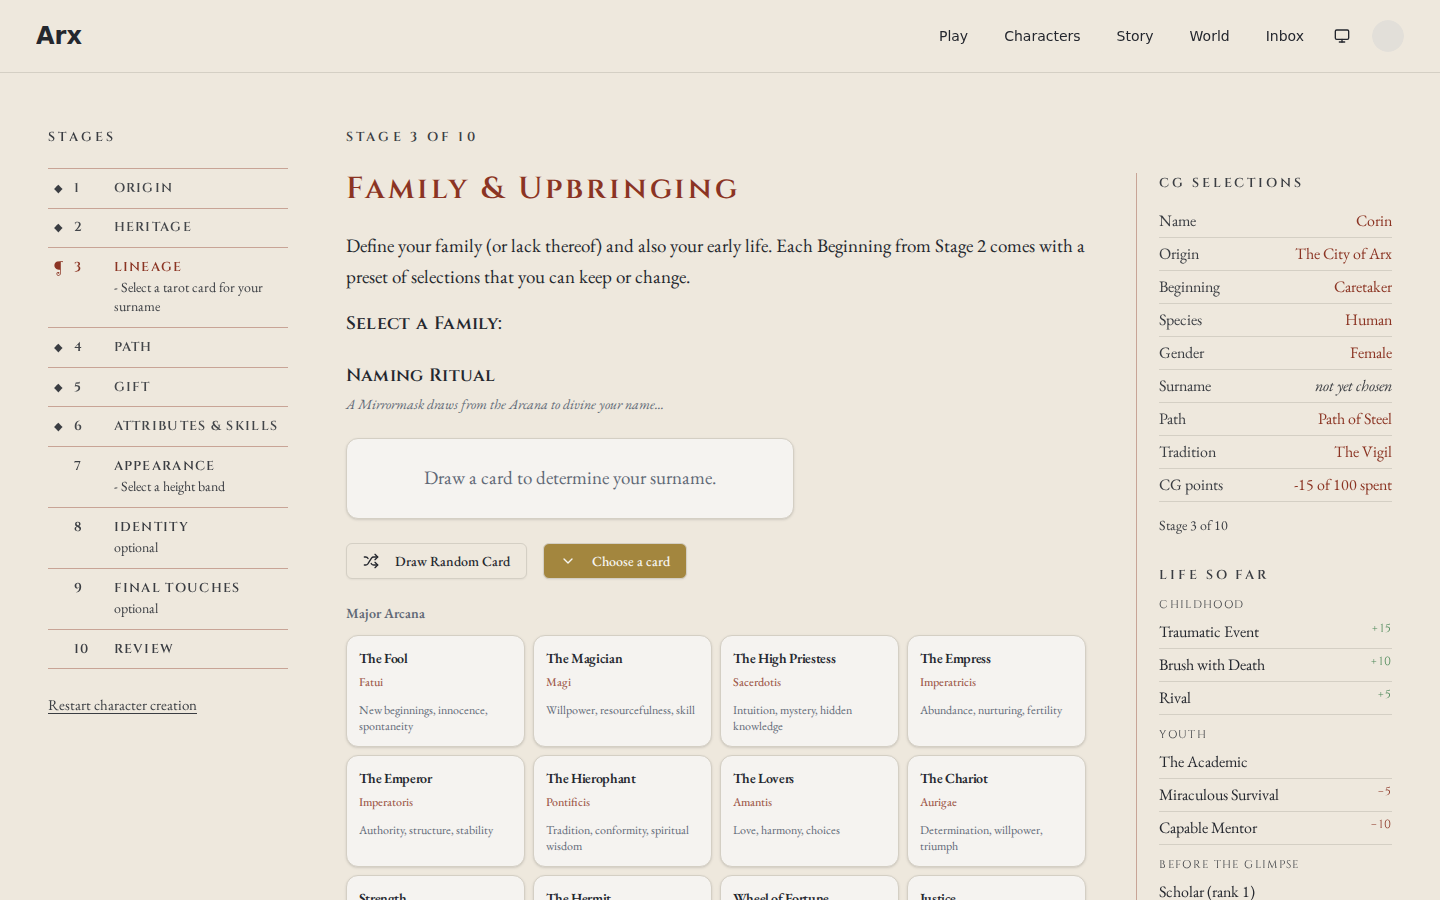 Arx
Play
Characters
Story
World
Inbox
STAGES
◆ 1 ORIGIN
◆ 2 HERITAGE
¶ 3 LINEAGE
- Select a tarot card for your
surname
◆ 4 PATH
◆ 5 GIFT
◆ 6 ATTRIBUTES & SKILLS
7 APPEARANCE
- Select a height band
8 IDENTITY
optional
9 FINAL TOUCHES
optional
10 REVIEW
Restart character creation
STAGE 3 OF 10
Family & Upbringing
Define your family (or lack thereof) and also your early life. Each Beginning from Stage 2 comes with a
preset of selections that you can keep or change.
Select a Family:
Naming Ritual
A Mirrormask draws from the Arcana to divine your name...
Draw a card to determine your surname.
Draw Random Card
Choose a card
Major Arcana
The Fool
Fatui
New beginnings, innocence,
spontaneity
The Magician
Magi
Willpower, resourcefulness, skill
The High Priestess
Sacerdotis
Intuition, mystery, hidden
knowledge
The Empress
Imperatricis
Abundance, nurturing, fertility
The Emperor
Imperatoris
Authority, structure, stability
The Hierophant
Pontificis
Tradition, conformity, spiritual
wisdom
The Lovers
Amantis
Love, harmony, choices
The Chariot
Aurigae
Determination, willpower,
triumph
Strength
The Hermit
Wheel of Fortune
Justice
CG SELECTIONS
Name Corin
Origin The City of Arx
Beginning Caretaker
Species Human
Gender Female
Surname not yet chosen
Path Path of Steel
Tradition The Vigil
CG points -15 of 100 spent
Stage 3 of 10
LIFE SO FAR
CHILDHOOD
Traumatic Event +15
Brush with Death +10
Rival +5
YOUTH
The Academic
Miraculous Survival −5
Capable Mentor −10
BEFORE THE GLIMPSE
Scholar (rank 1)